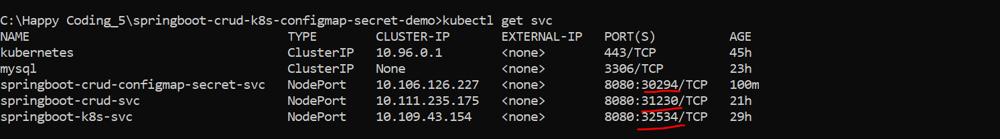 C:\Happy Coding_5\springboot-crud-k8s-configmap-secret-demo>kubectl get svc
NAME TYPE CLUSTER-IP EXTERNAL-IP PORT(S) AGE
kubernetes ClusterIP 10.96.0.1 <none> 443/TCP 45h
mysql ClusterIP None <none> 3306/TCP 23h
springboot-crud-configmap-secret-svc NodePort 10.106.126.227 <none> 8080:30294/TCP 100m
springboot-crud-svc NodePort 10.111.235.175 <none> 8080:31230/TCP 21h
springboot-k8s-svc NodePort 10.109.43.154 <none> 8080:32534/TCP 29h